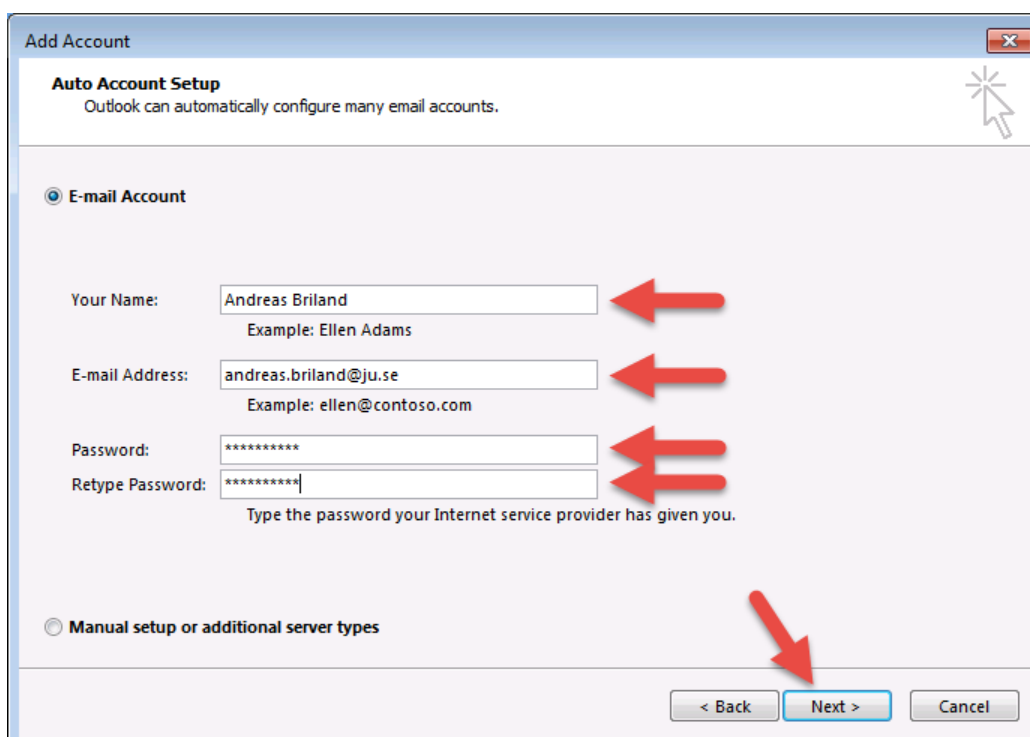 Add Account
Auto Account Setup
Outlook can automatically configure many email accounts.
E-mail Account
Your Name: Andreas Briland
Example: Ellen Adams
E-mail Address: andreas.briland@ju.se
Example: ellen@contoso.com
Password: **********
Retype Password: **********
Type the password your Internet service provider has given you.
Manual setup or additional server types
< Back Next > Cancel